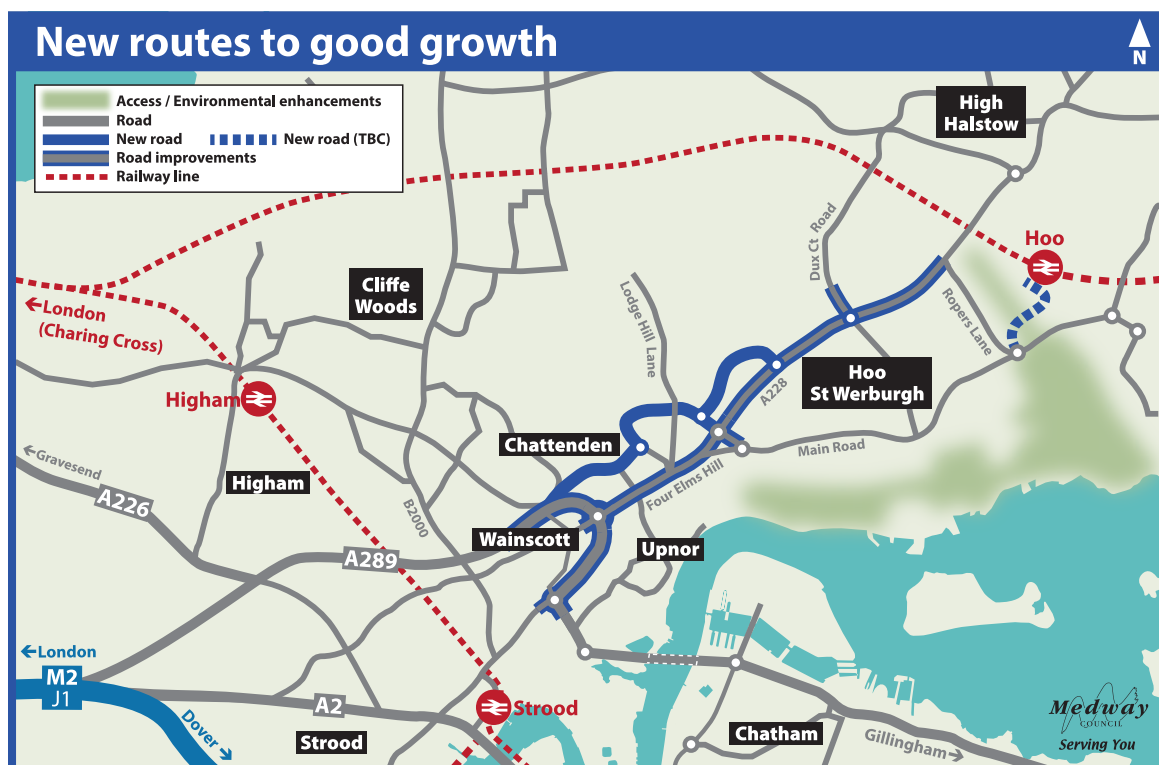 New routes to good growth
N
Access / Environmental enhancements
Road
New road
New road (TBC)
Road improvements
Railway line
High
Halstow
Hoo
Dux Ct Road
Ropers Lane
Cliffe
Woods
Lodge Hill Lane
←London
(Charing Cross)
Hoo
St Werburgh
A228
Higham
Chattenden
Main Road
←Gravesend
Higham
Four Elms Hill
A226
B2000
Wainscott
Upnor
A289
←London
M2
J1
A2
Strood
Dover→
Strood
Chatham
Gillingham→
Medway
COUNCIL
Serving You